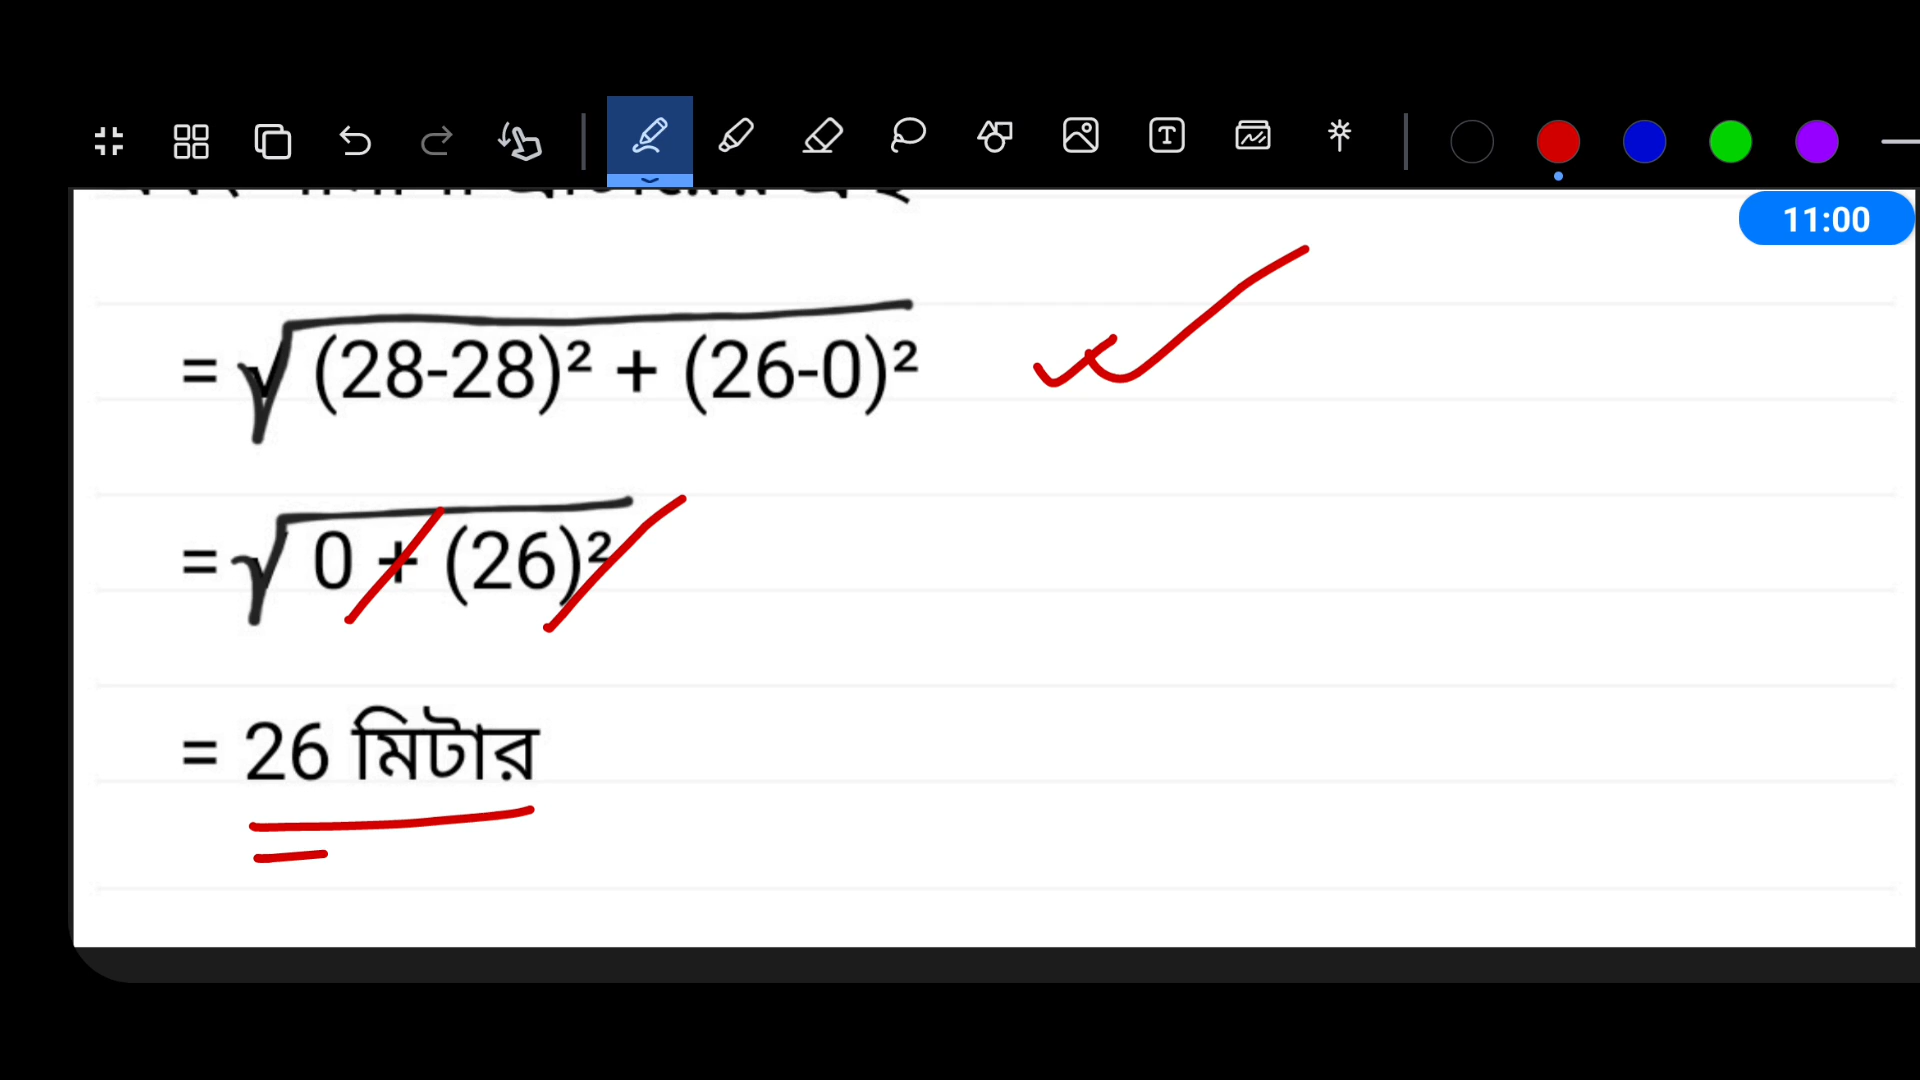 11:00
= √ (28-28)² + (26-0)²
= √ 0 + (26)²
= 26 মিটার